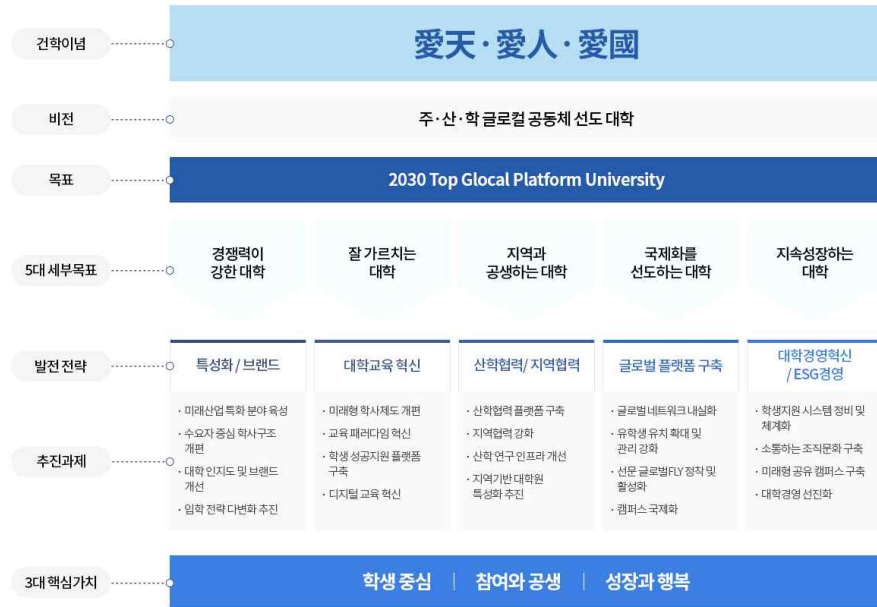 건학이념
愛天·愛人·愛國
비전
주·산·학 글로컬 공동체 선도 대학
목표
2030 Top Glocal Platform University
5대 세부목표
경쟁력이
강한 대학
잘 가르치는
대학
지역과
공생하는 대학
국제화를
선도하는 대학
지속성장하는
대학
발전 전략
특성화 / 브랜드
대학교육 혁신
산학협력/ 지역협력
글로벌 플랫폼 구축
대학경영혁신
/ ESG경영
추진과제
· 미래산업 특화 분야 육성
· 수요자 중심 학사구조
개편
· 대학 인지도 및 브랜드
개선
· 입학 전략 다변화 추진
· 미래형 학사제도 개편
· 교육 패러다임 혁신
· 학생 성공지원 플랫폼
구축
· 디지털 교육 혁신
· 산학협력 플랫폼 구축
· 지역협력 강화
· 산학 연구 인프라 개선
· 지역기반 대학원
특성화 추진
· 글로벌 네트워크 내실화
· 유학생 유치 확대 및
관리 강화
· 선문 글로벌FLY 정착 및
활성화
· 캠퍼스 국제화
· 학생지원 시스템 정비 및
체계화
· 소통하는 조직문화 구축
· 미래형 공유 캠퍼스 구축
· 대학경영 선진화
3대 핵심가치
학생 중심 | 참여와 공생 | 성장과 행복